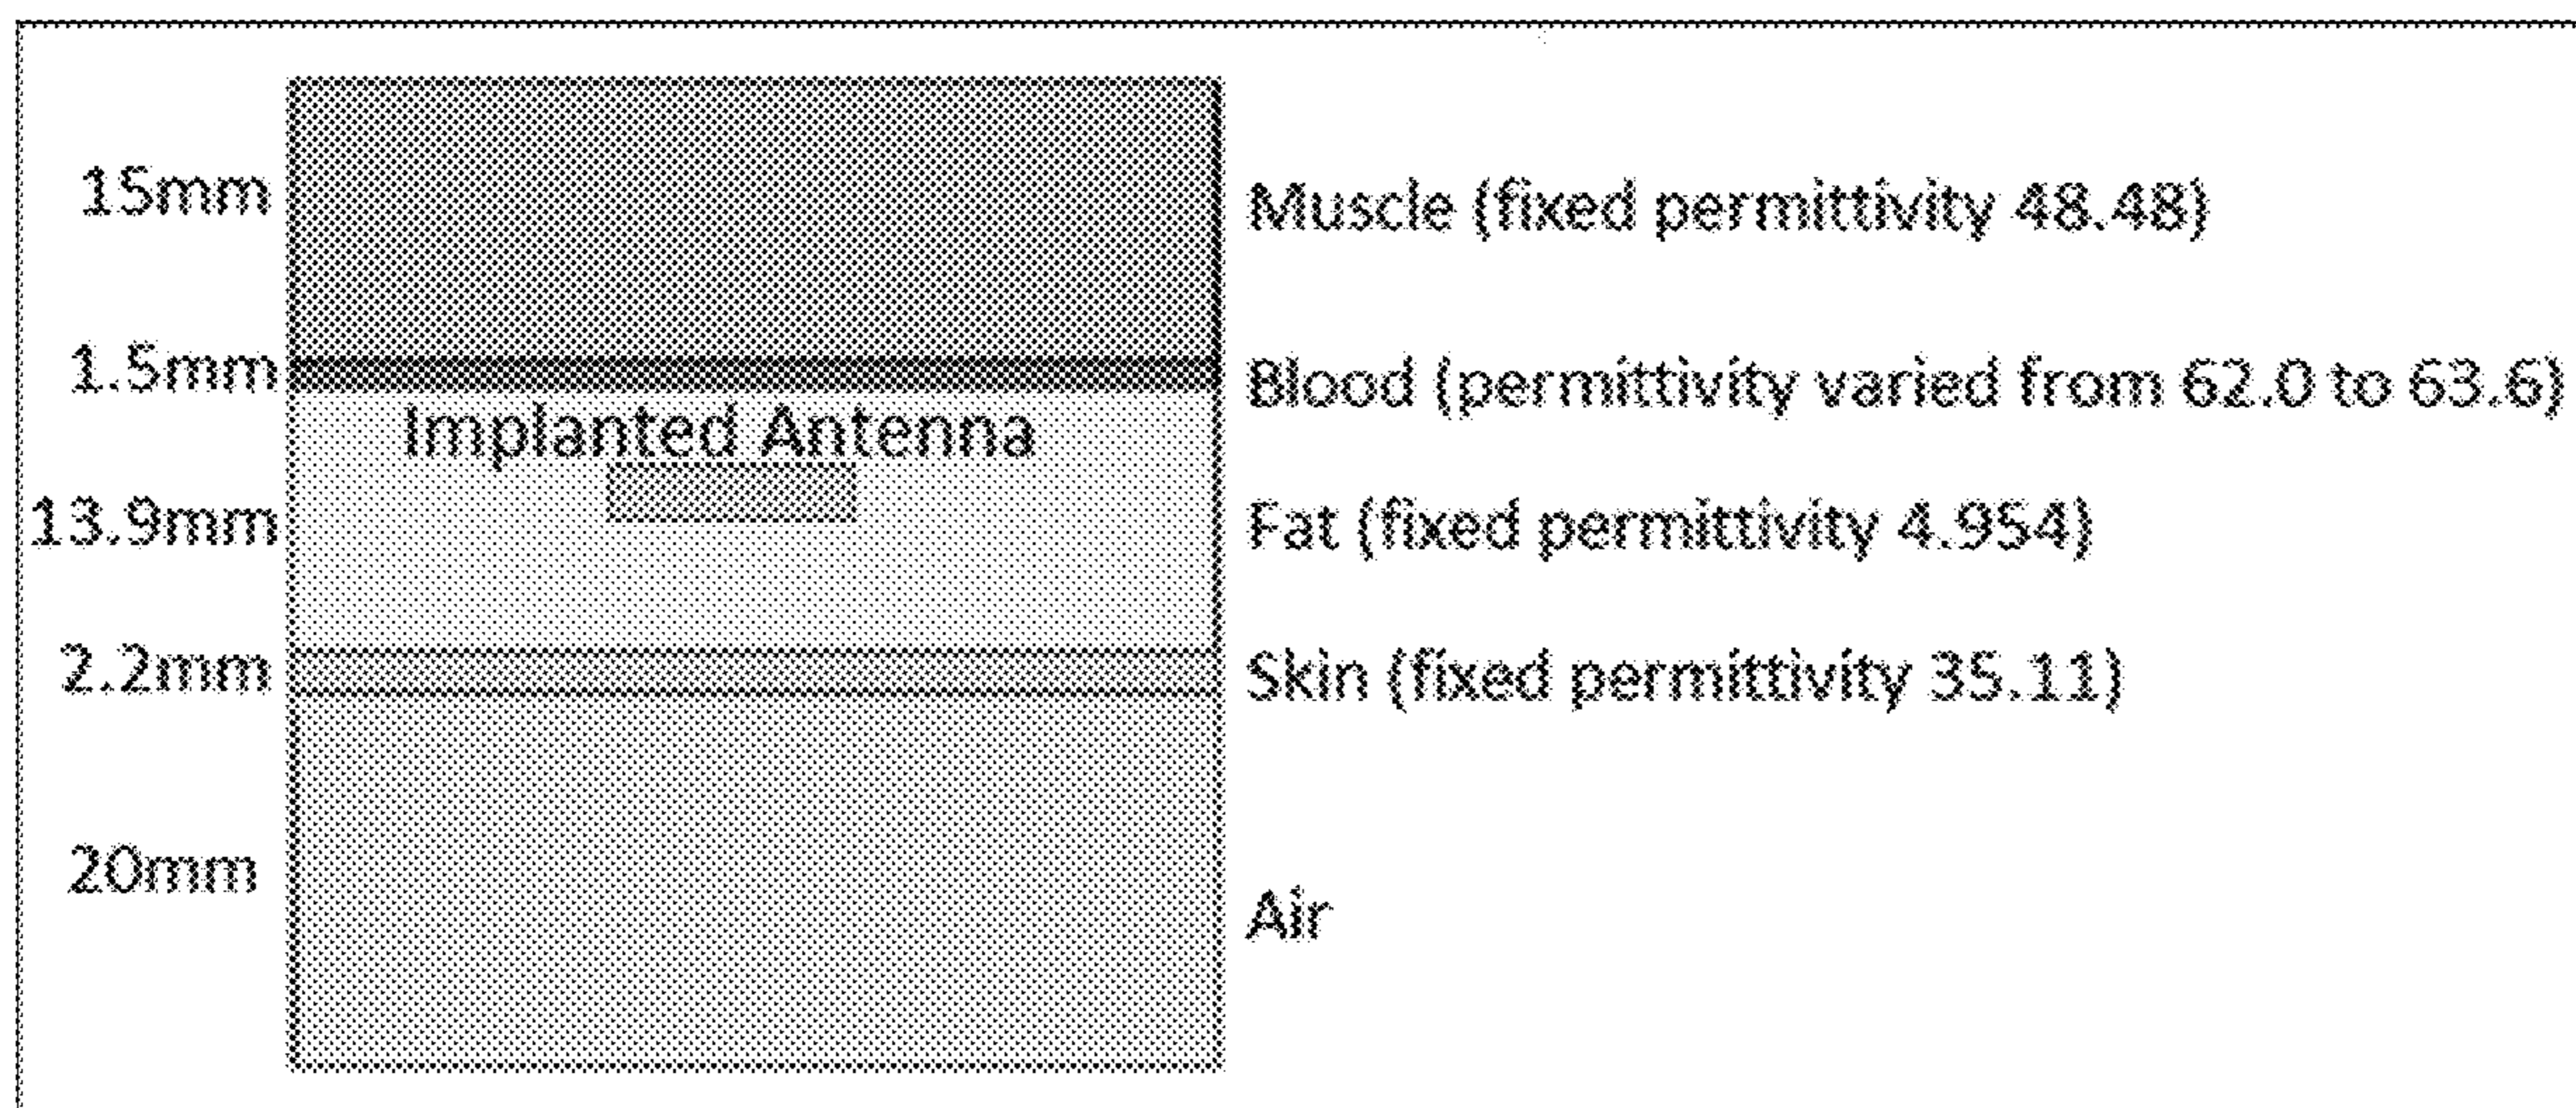 15mm Muscle (fixed permittivity 48.48)
1.5mm Blood (permittivity varied from 62.0 to 63.6)
Implanted Antenna
13.9mm Fat (fixed permittivity 4.954)
2.2mm Skin (fixed permittivity 35.11)
20mm
Air